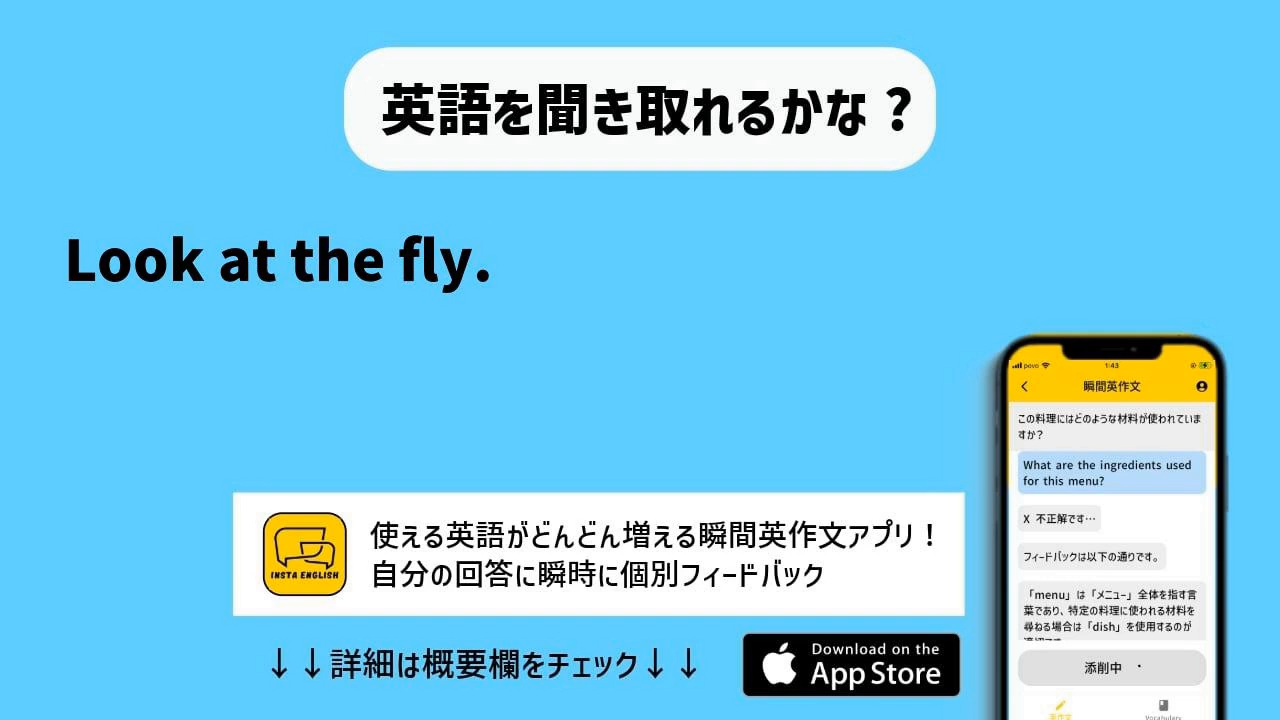 英語を聞き取れるかな？
Look at the fly.
使える英語がどんどん増える瞬間英作文アプリ！
自分の回答に瞬時に個別フィードバック
INSTA ENGLISH
↓↓詳細は概要欄をチェック↓↓
Download on the
App Store
povo
1:43
瞬間英作文
この料理にはどのような材料が使われていま
すか?
What are the ingredients used
for this menu?
X 不正解です…
フィードバックは以下の通りです。
「menu」は「メニュー」全体を指す言
葉であり、特定の料理に使われる材料を
尋ねる場合は「dish」を使用するのが
添削中
英作文
Vocabulary